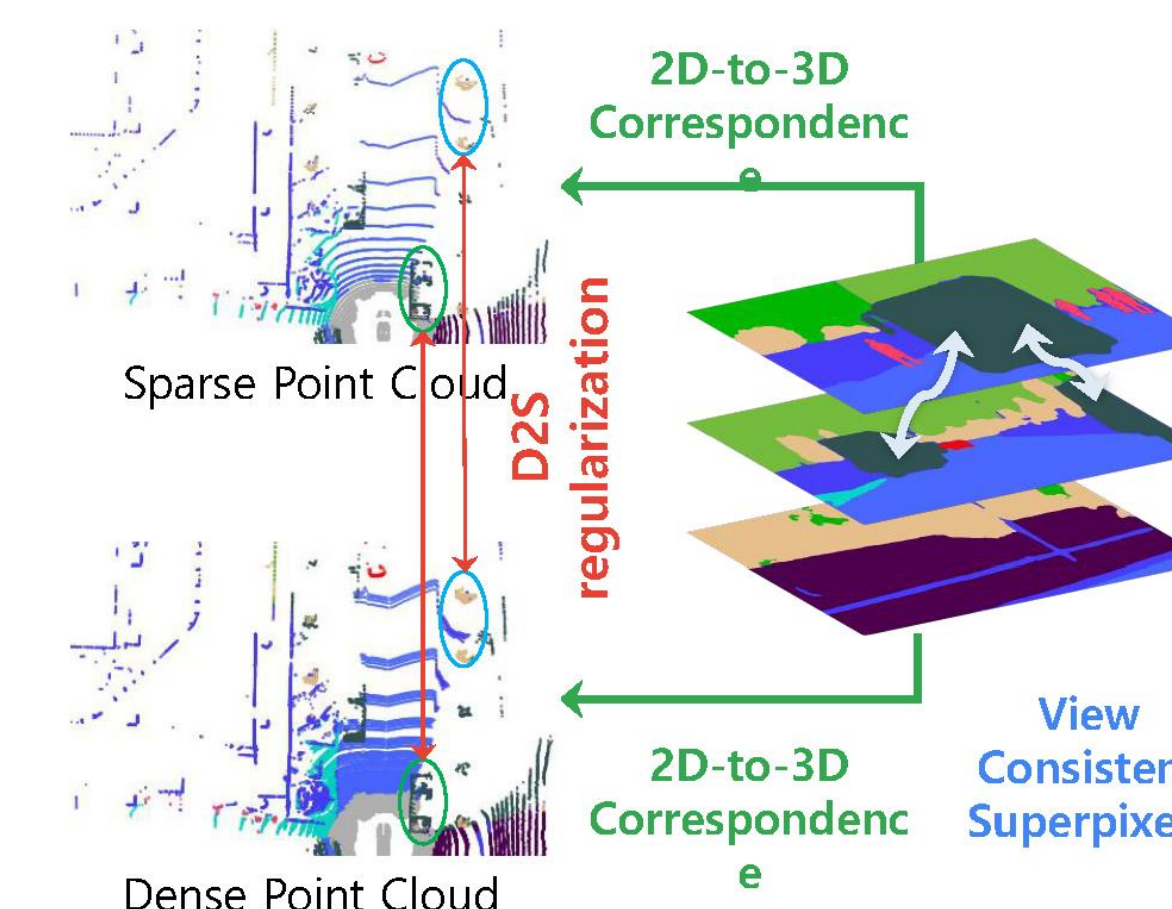 2D-to-3D
Correspondenc
e
Sparse Point Cloud
D2S
regularization
2D-to-3D
Correspondenc
e
View
Consisten
Superpixe
Dense Point Cloud